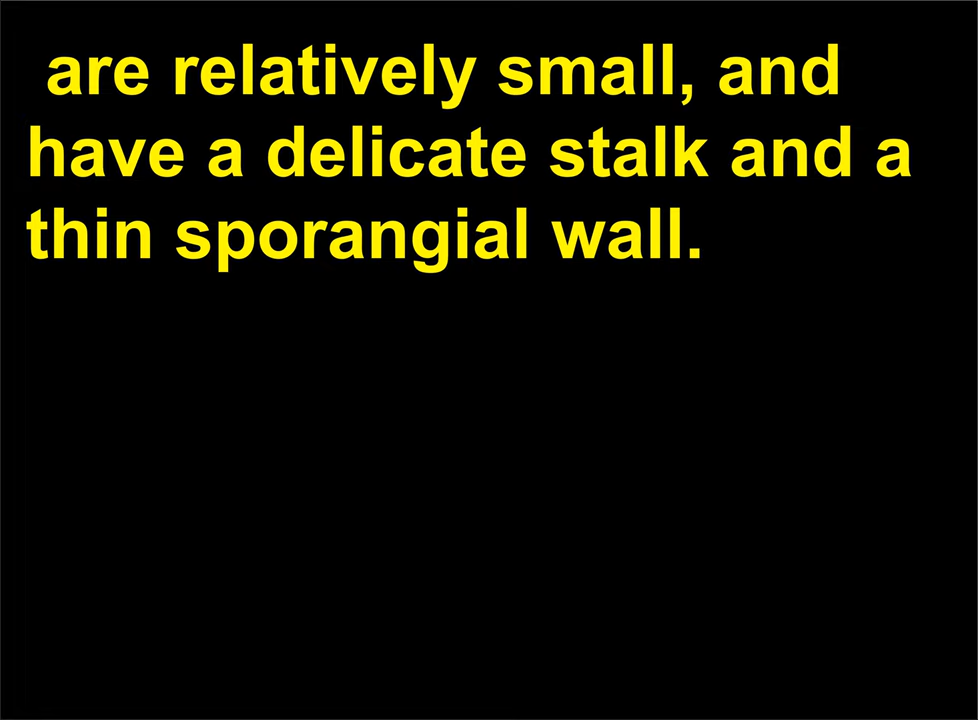 are relatively small, and
have a delicate stalk and a
thin sporangial wall.